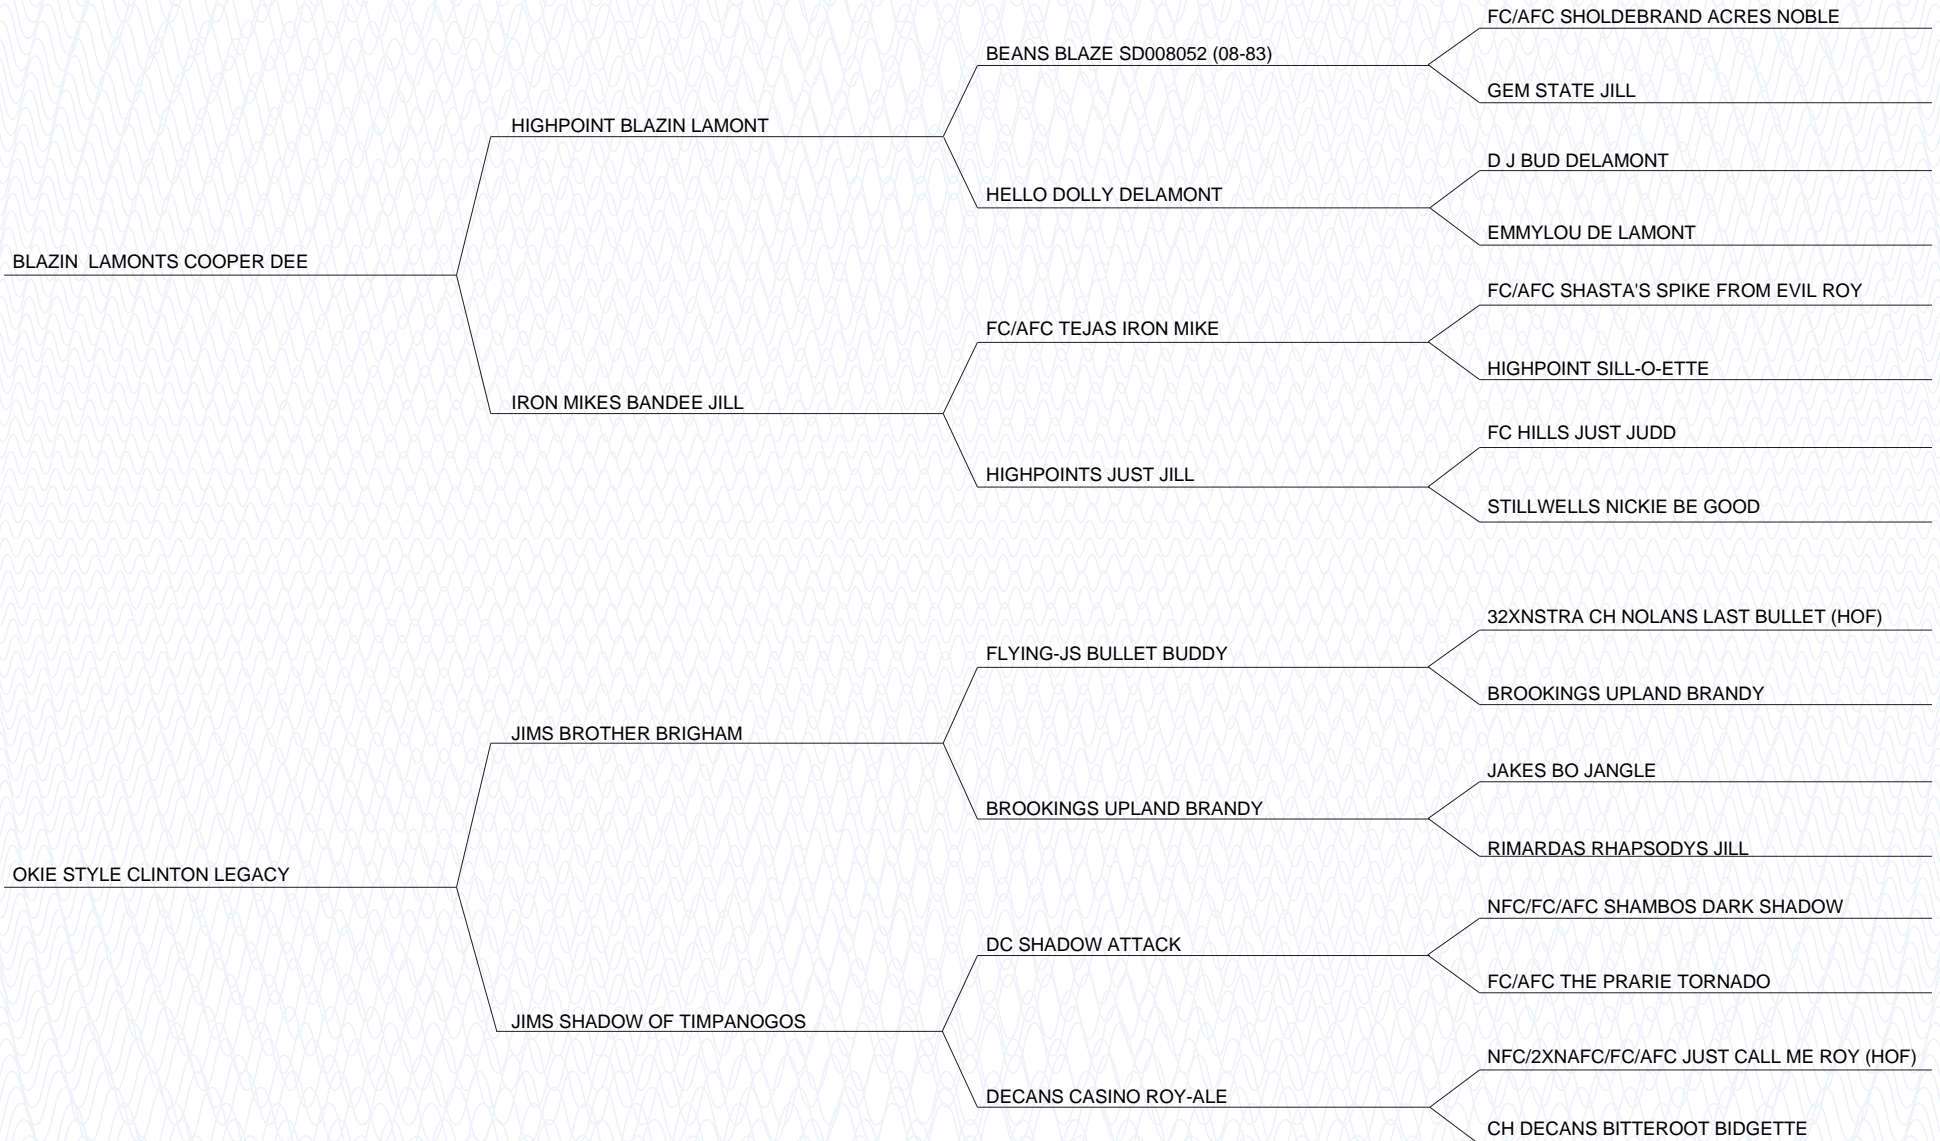 FC/AFC SHOLDEBRAND ACRES NOBLE
BEANS BLAZE SD008052 (08-83)
GEM STATE JILL
HIGHPOINT BLAZIN LAMONT
D J BUD DELAMONT
HELLO DOLLY DELAMONT
EMMYLOU DE LAMONT
BLAZIN  LAMONTS COOPER DEE
FC/AFC SHASTA'S SPIKE FROM EVIL ROY
FC/AFC TEJAS IRON MIKE
HIGHPOINT SILL-O-ETTE
IRON MIKES BANDEE JILL
FC HILLS JUST JUDD
HIGHPOINTS JUST JILL
STILLWELLS NICKIE BE GOOD
32XNSTRA CH NOLANS LAST BULLET (HOF)
FLYING-JS BULLET BUDDY
BROOKINGS UPLAND BRANDY
JIMS BROTHER BRIGHAM
JAKES BO JANGLE
BROOKINGS UPLAND BRANDY
RIMARDAS RHAPSODYS JILL
OKIE STYLE CLINTON LEGACY
NFC/FC/AFC SHAMBOS DARK SHADOW
DC SHADOW ATTACK
FC/AFC THE PRARIE TORNADO
JIMS SHADOW OF TIMPANOGOS
NFC/2XNAFC/FC/AFC JUST CALL ME ROY (HOF)
DECANS CASINO ROY-ALE
CH DECANS BITTEROOT BIDGETTE